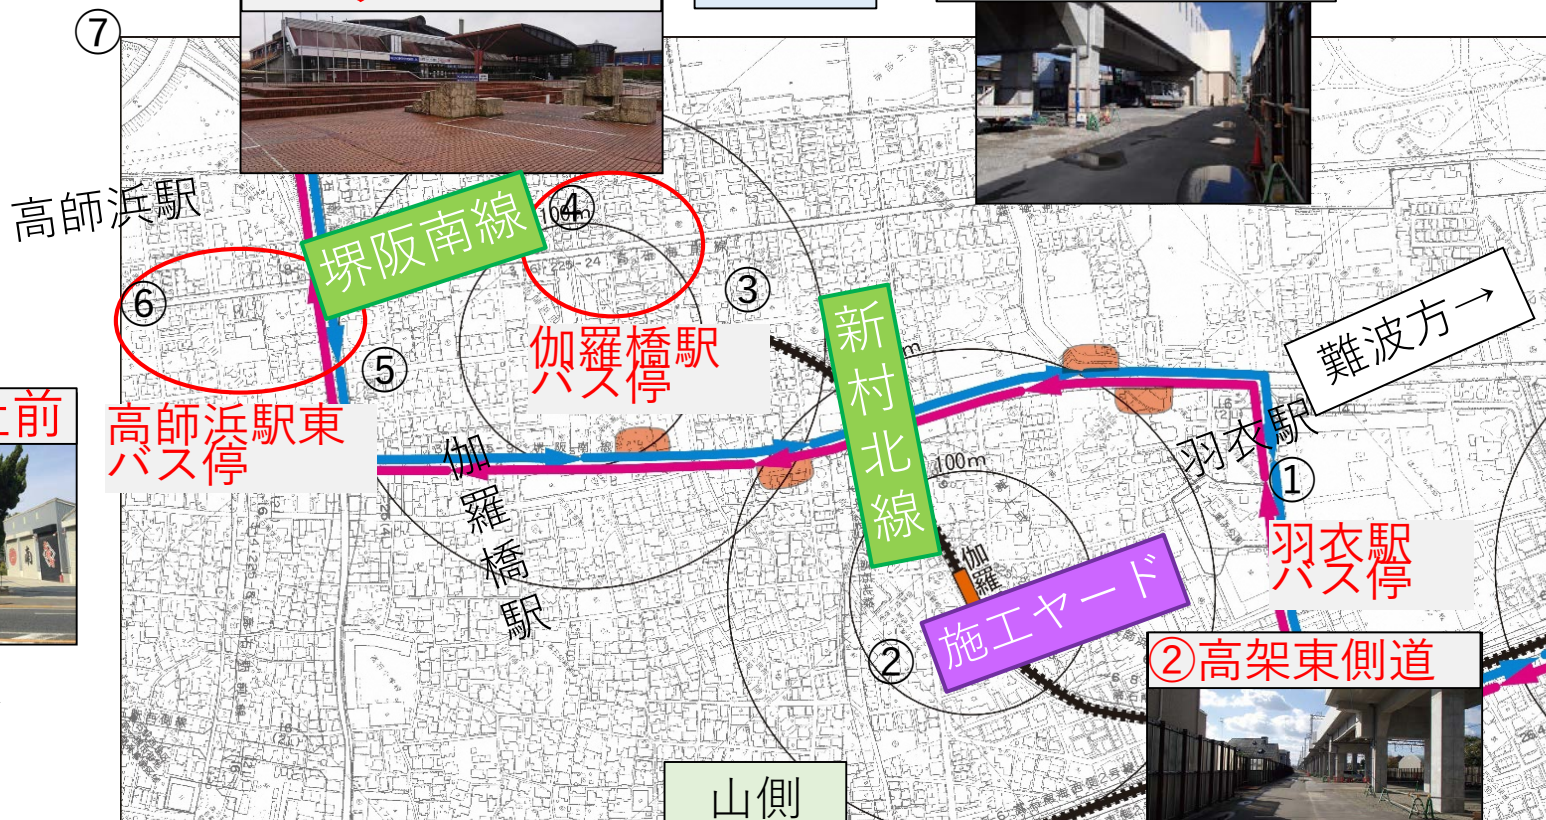 ⑦
高師浜駅
堺阪南線
④
100m
③
⑥
⑤
新村北線
難波方→
伽羅橋駅
バス停
高師浜駅東
バス停
上前
伽羅橋駅
羽衣駅
①
100m
羽衣駅
バス停
伽羅
施工ヤード
②
②高架東側道
山側